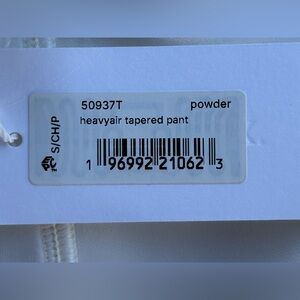 50937T powder
heavyair tapered pant
S/CH/P
1 96992 21062 3